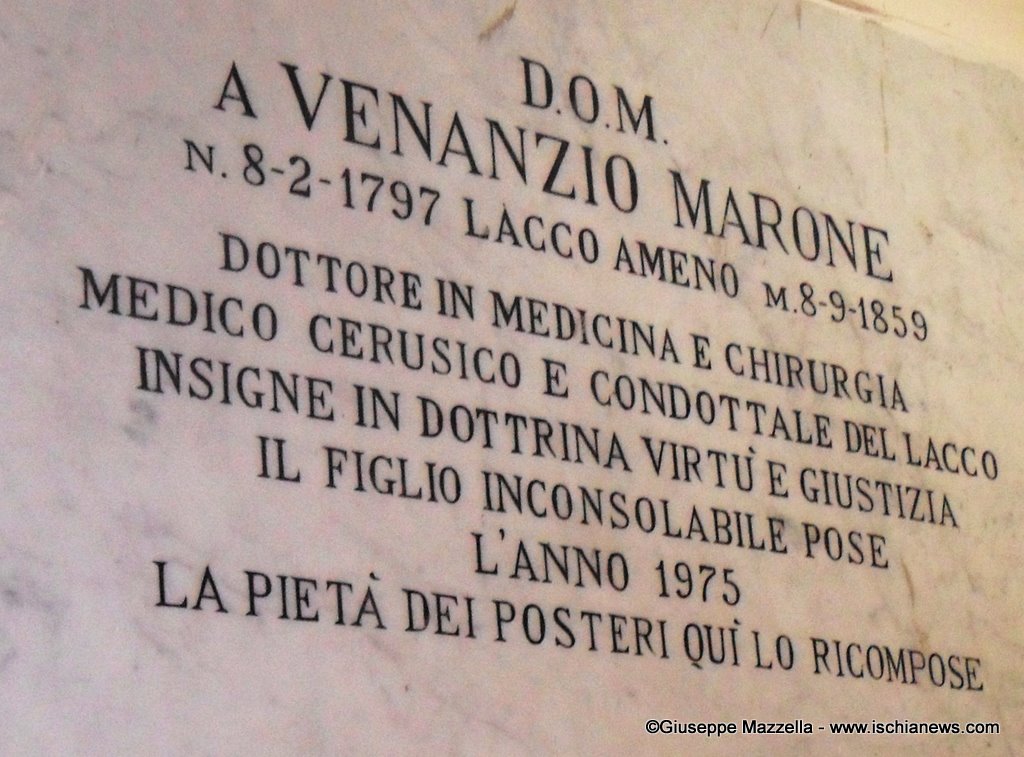 D.O.M.
A VENANZIO MARONE
N. 8-2-1797 LACCO AMENO M. 8-9-1859
DOTTORE IN MEDICINA E CHIRURGIA
MEDICO CERUSICO E CONDOTTALE DEL LACCO
INSIGNE IN DOTTRINA VIRTÙ E GIUSTIZIA
IL FIGLIO INCONSOLABILE POSE
L'ANNO 1975
LA PIETÀ DEI POSTERI QUÌ LO RICOMPOSE
©Giuseppe Mazzella - www.ischianews.com